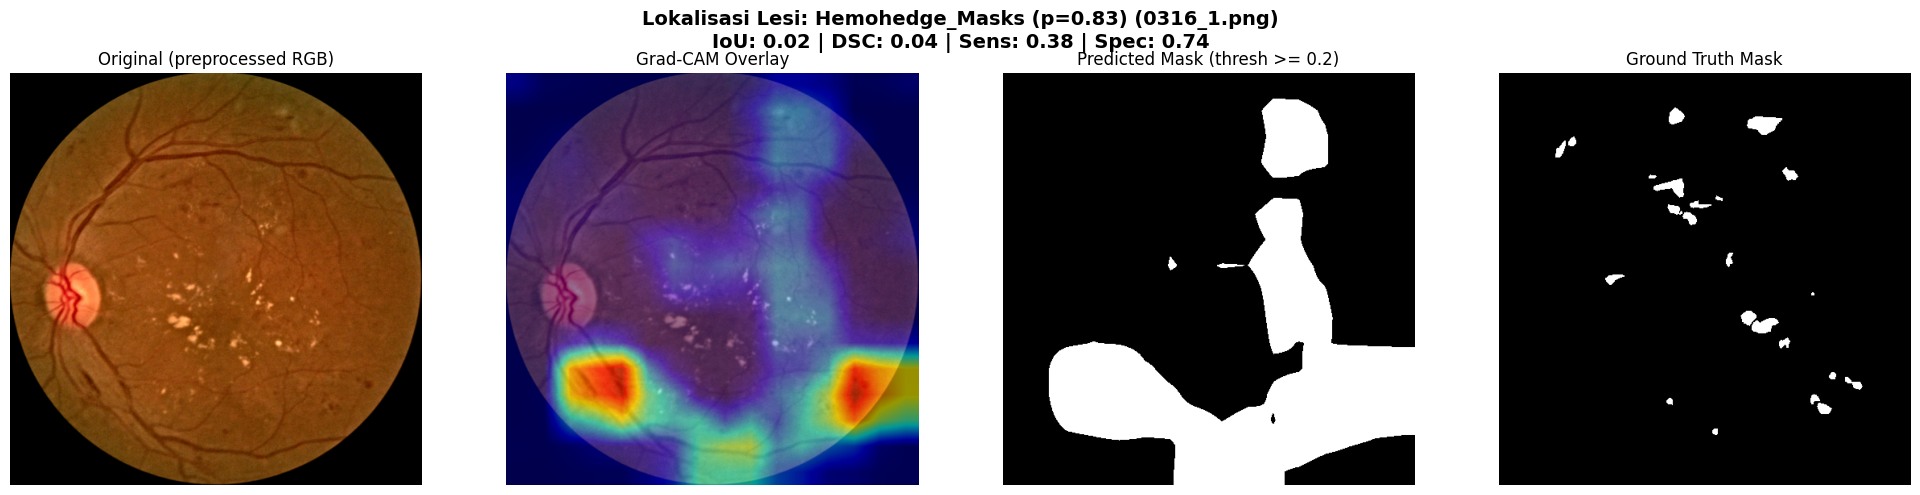 Lokalisasi Lesi: Hemohedge_Masks (p=0.83) (0316_1.png)
IoU: 0.02 | DSC: 0.04 | Sens: 0.38 | Spec: 0.74
Original (preprocessed RGB)
Grad-CAM Overlay
Predicted Mask (thresh >= 0.2)
Ground Truth Mask